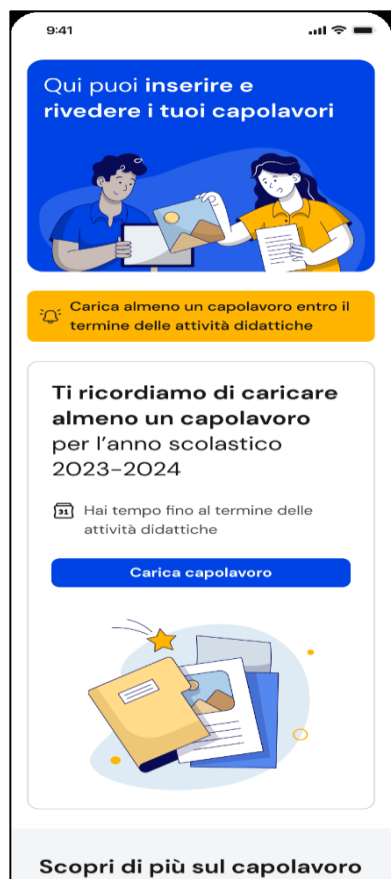 9:41
Qui puoi inserire e
rivedere i tuoi capolavori
Carica almeno un capolavoro entro il
termine delle attività didattiche
Ti ricordiamo di caricare
almeno un capolavoro
per l'anno scolastico
2023-2024
31
Hai tempo fino al termine delle
attività didattiche
Carica capolavoro
Scopri di più sul capolavoro